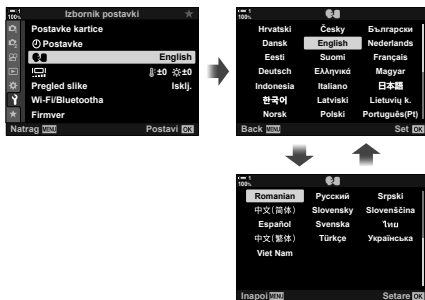 1
100%
Izbornik postavki
Postavke kartice
Postavke
English
±0 ±0
Pregled slike Isklj.
Wi-Fi/Bluetootha
Firmver
Natrag MENU Postavi OK
1
100%
Hrvatski Česky Български
Dansk English Nederlands
Eesti Suomi Français
Deutsch Ελληνικά Magyar
Indonesia Italiano 日本語
한국어 Latviski Lietuvių k.
Norsk Polski Português(Pt)
Back MENU Set OK
1
100%
Romanian Русский Srpski
中文(简体) Slovensky Slovenščina
Español Svenska ไทย
中文(繁体) Türkçe Українська
Viet Nam
Inapoi MENU Setare OK